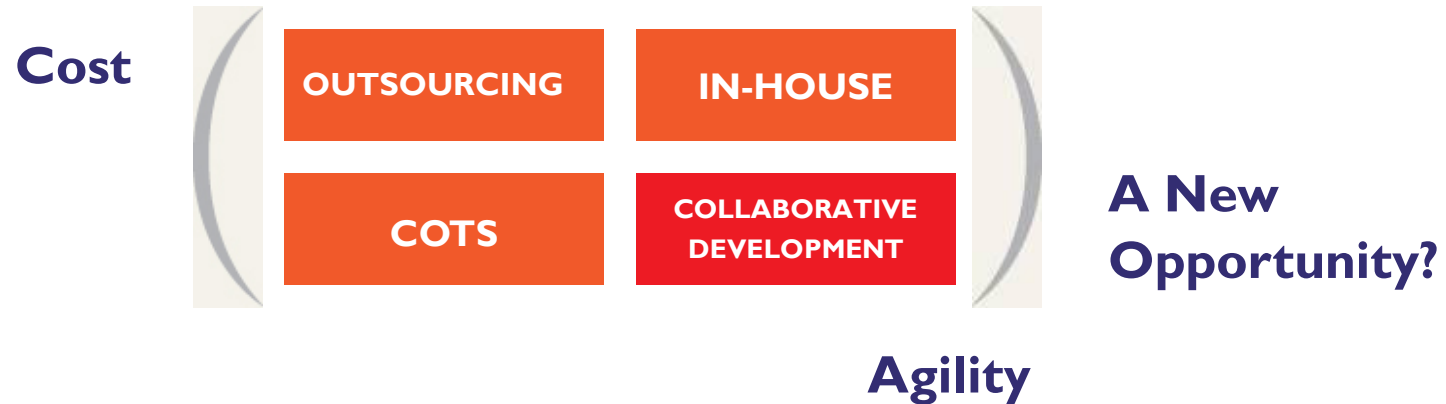 Cost
OUTSOURCING
IN-HOUSE
COTS
COLLABORATIVE
DEVELOPMENT
A New
Opportunity?
Agility